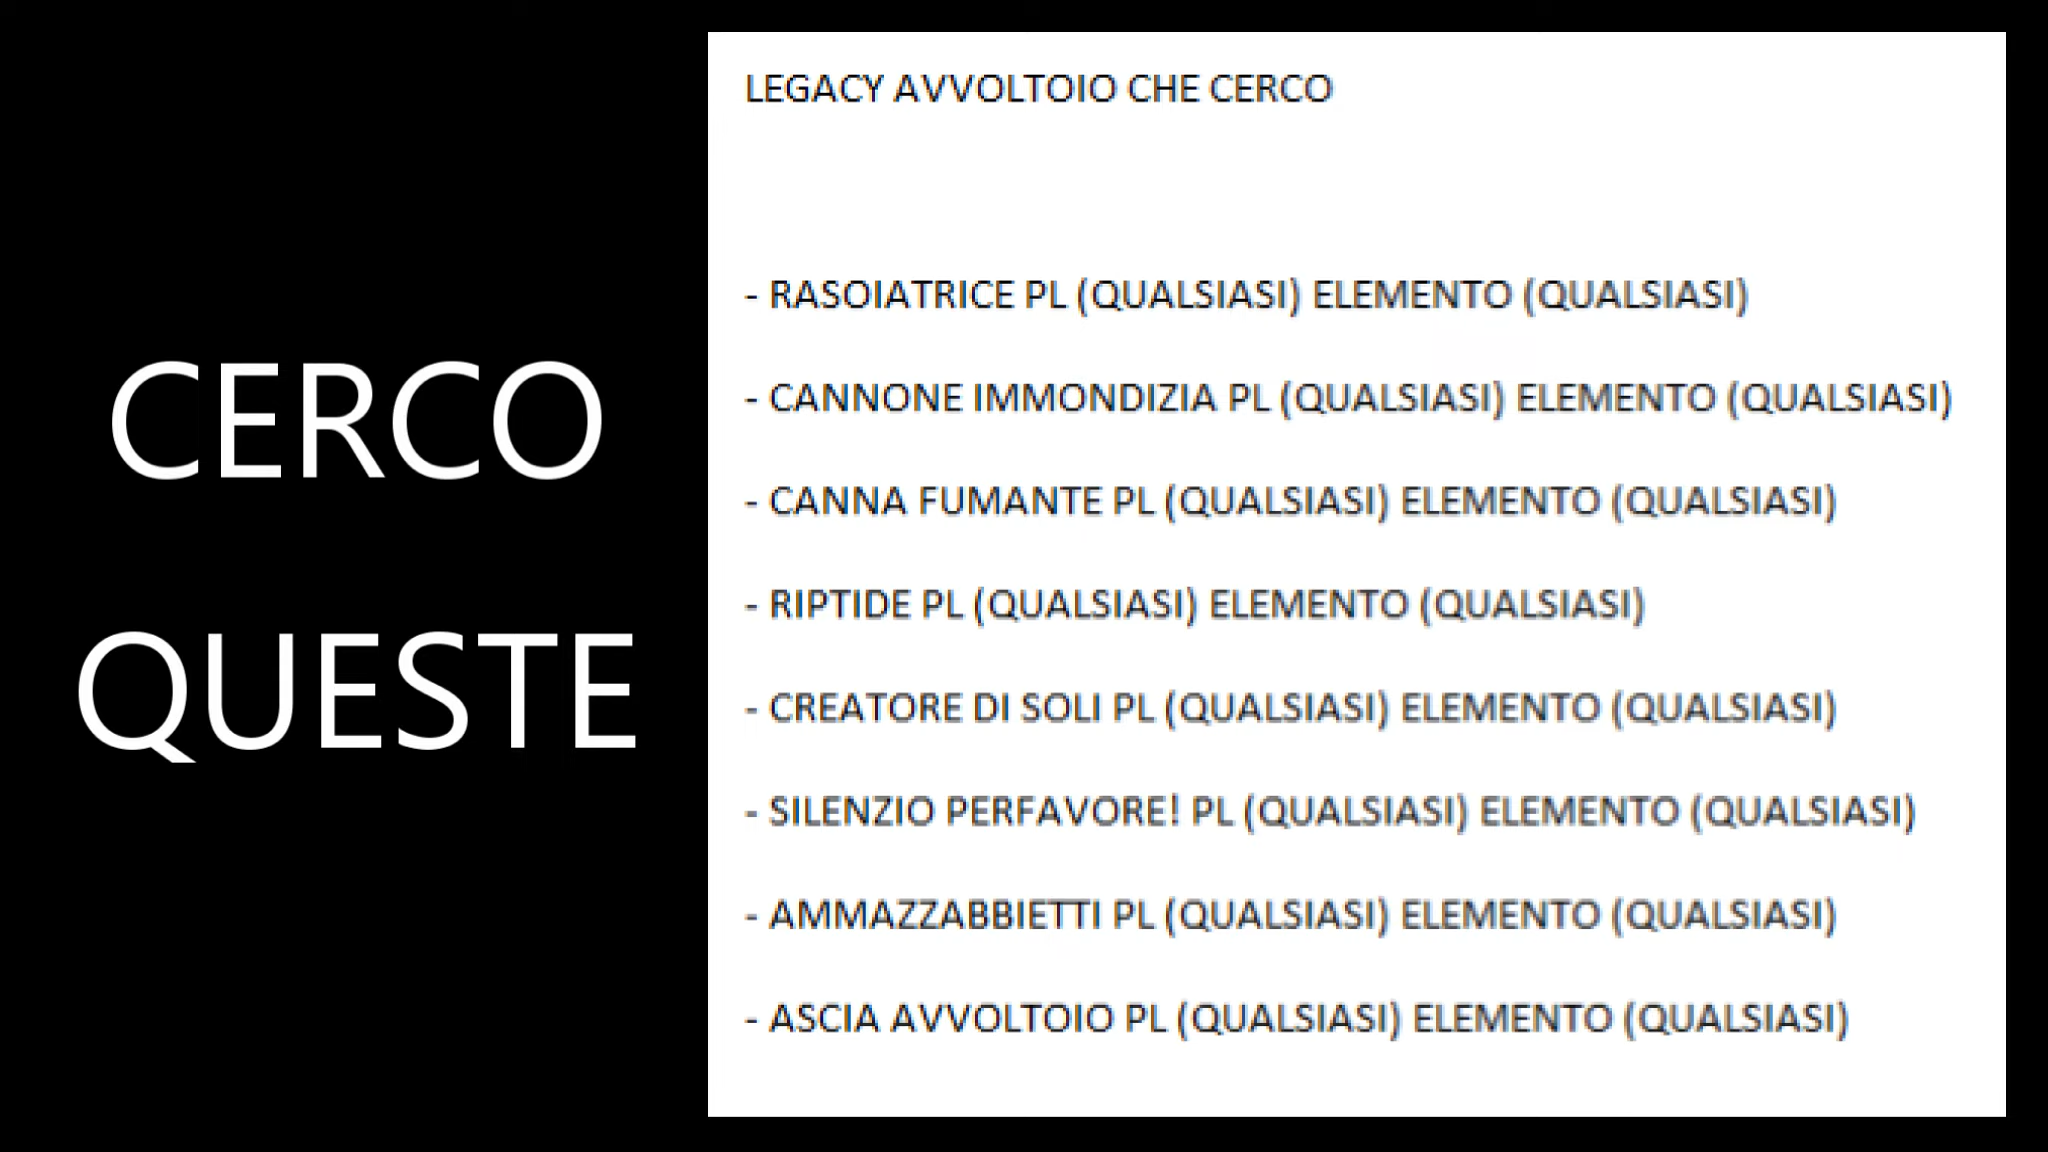 CERCO
QUESTE
LEGACY AVVOLTOIO CHE CERCO
- RASOIATRICE PL (QUALSIASI) ELEMENTO (QUALSIASI)
- CANNONE IMMONDIZIA PL (QUALSIASI) ELEMENTO (QUALSIASI)
- CANNA FUMANTE PL (QUALSIASI) ELEMENTO (QUALSIASI)
- RIPTIDE PL (QUALSIASI) ELEMENTO (QUALSIASI)
- CREATORE DI SOLI PL (QUALSIASI) ELEMENTO (QUALSIASI)
- SILENZIO PERFAVORE! PL (QUALSIASI) ELEMENTO (QUALSIASI)
- AMMAZZABBIETTI PL (QUALSIASI) ELEMENTO (QUALSIASI)
- ASCIA AVVOLTOIO PL (QUALSIASI) ELEMENTO (QUALSIASI)